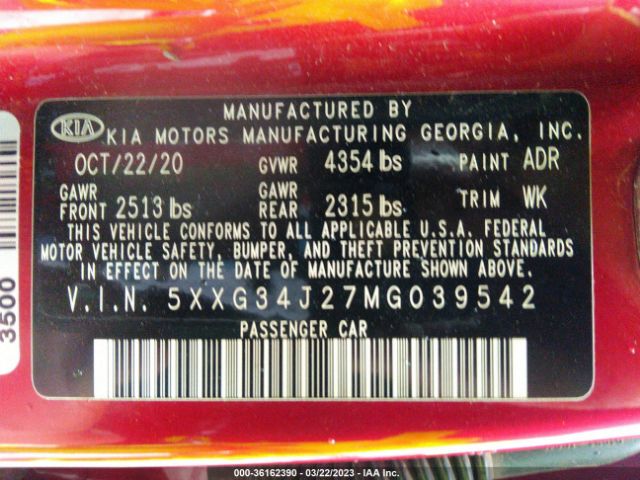 MANUFACTURED BY
KIA KIA MOTORS MANUFACTURING GEORGIA, INC.
OCT/22/20 GVWR 4354 lbs PAINT ADR
GAWR FRONT 2513 lbs GAWR REAR 2315 lbs TRIM WK
THIS VEHICLE CONFORMS TO ALL APPLICABLE U.S.A. FEDERAL
MOTOR VEHICLE SAFETY, BUMPER, AND THEFT PREVENTION STANDARDS
IN EFFECT ON THE DATE OF MANUFACTURE SHOWN ABOVE.
V.I.N. 5XXG34J27MG039542
PASSENGER CAR
3500
000-36162390 - 03/22/2023 - IAA Inc.